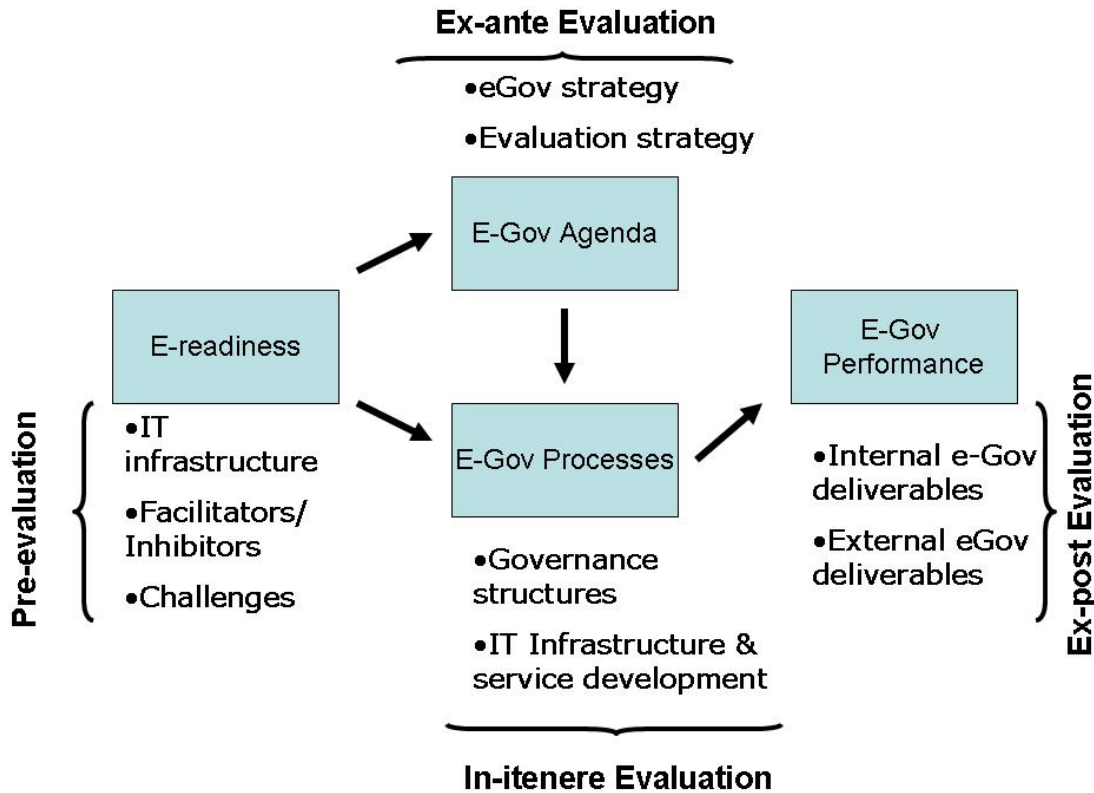 Ex-ante Evaluation
•eGov strategy
•Evaluation strategy
E-Gov Agenda
E-readiness
E-Gov
Performance
E-Gov Processes
Pre-evaluation
•IT
infrastructure
•Facilitators/
Inhibitors
•Challenges
•Governance
structures
•IT Infrastructure &
service development
•Internal e-Gov
deliverables
•External eGov
deliverables
Ex-post Evaluation
In-itenere Evaluation